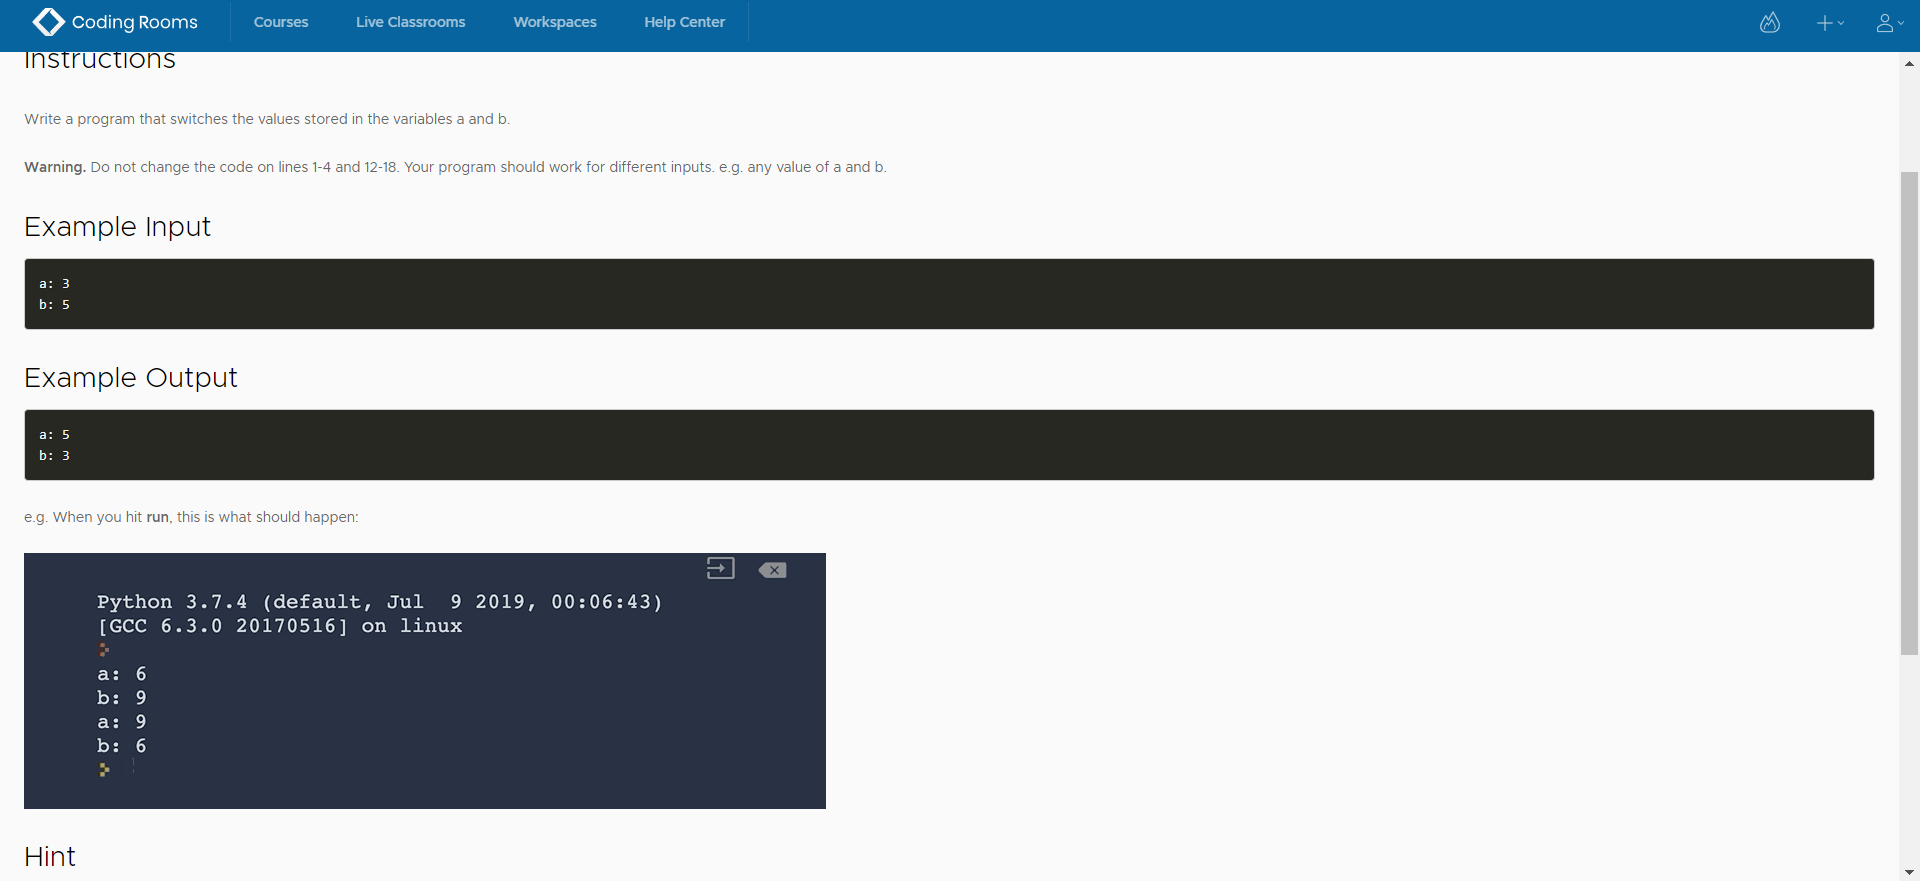 Coding Rooms
Courses
Live Classrooms
Workspaces
Help Center
Instructions
Write a program that switches the values stored in the variables a and b.
Warning. Do not change the code on lines 1-4 and 12-18. Your program should work for different inputs. e.g. any value of a and b.
Example Input
a: 3
b: 5
Example Output
a: 5
b: 3
e.g. When you hit run, this is what should happen:
Python 3.7.4 (default, Jul  9 2019, 00:06:43)
[GCC 6.3.0 20170516] on linux
a: 6
b: 9
a: 9
b: 6
Hint